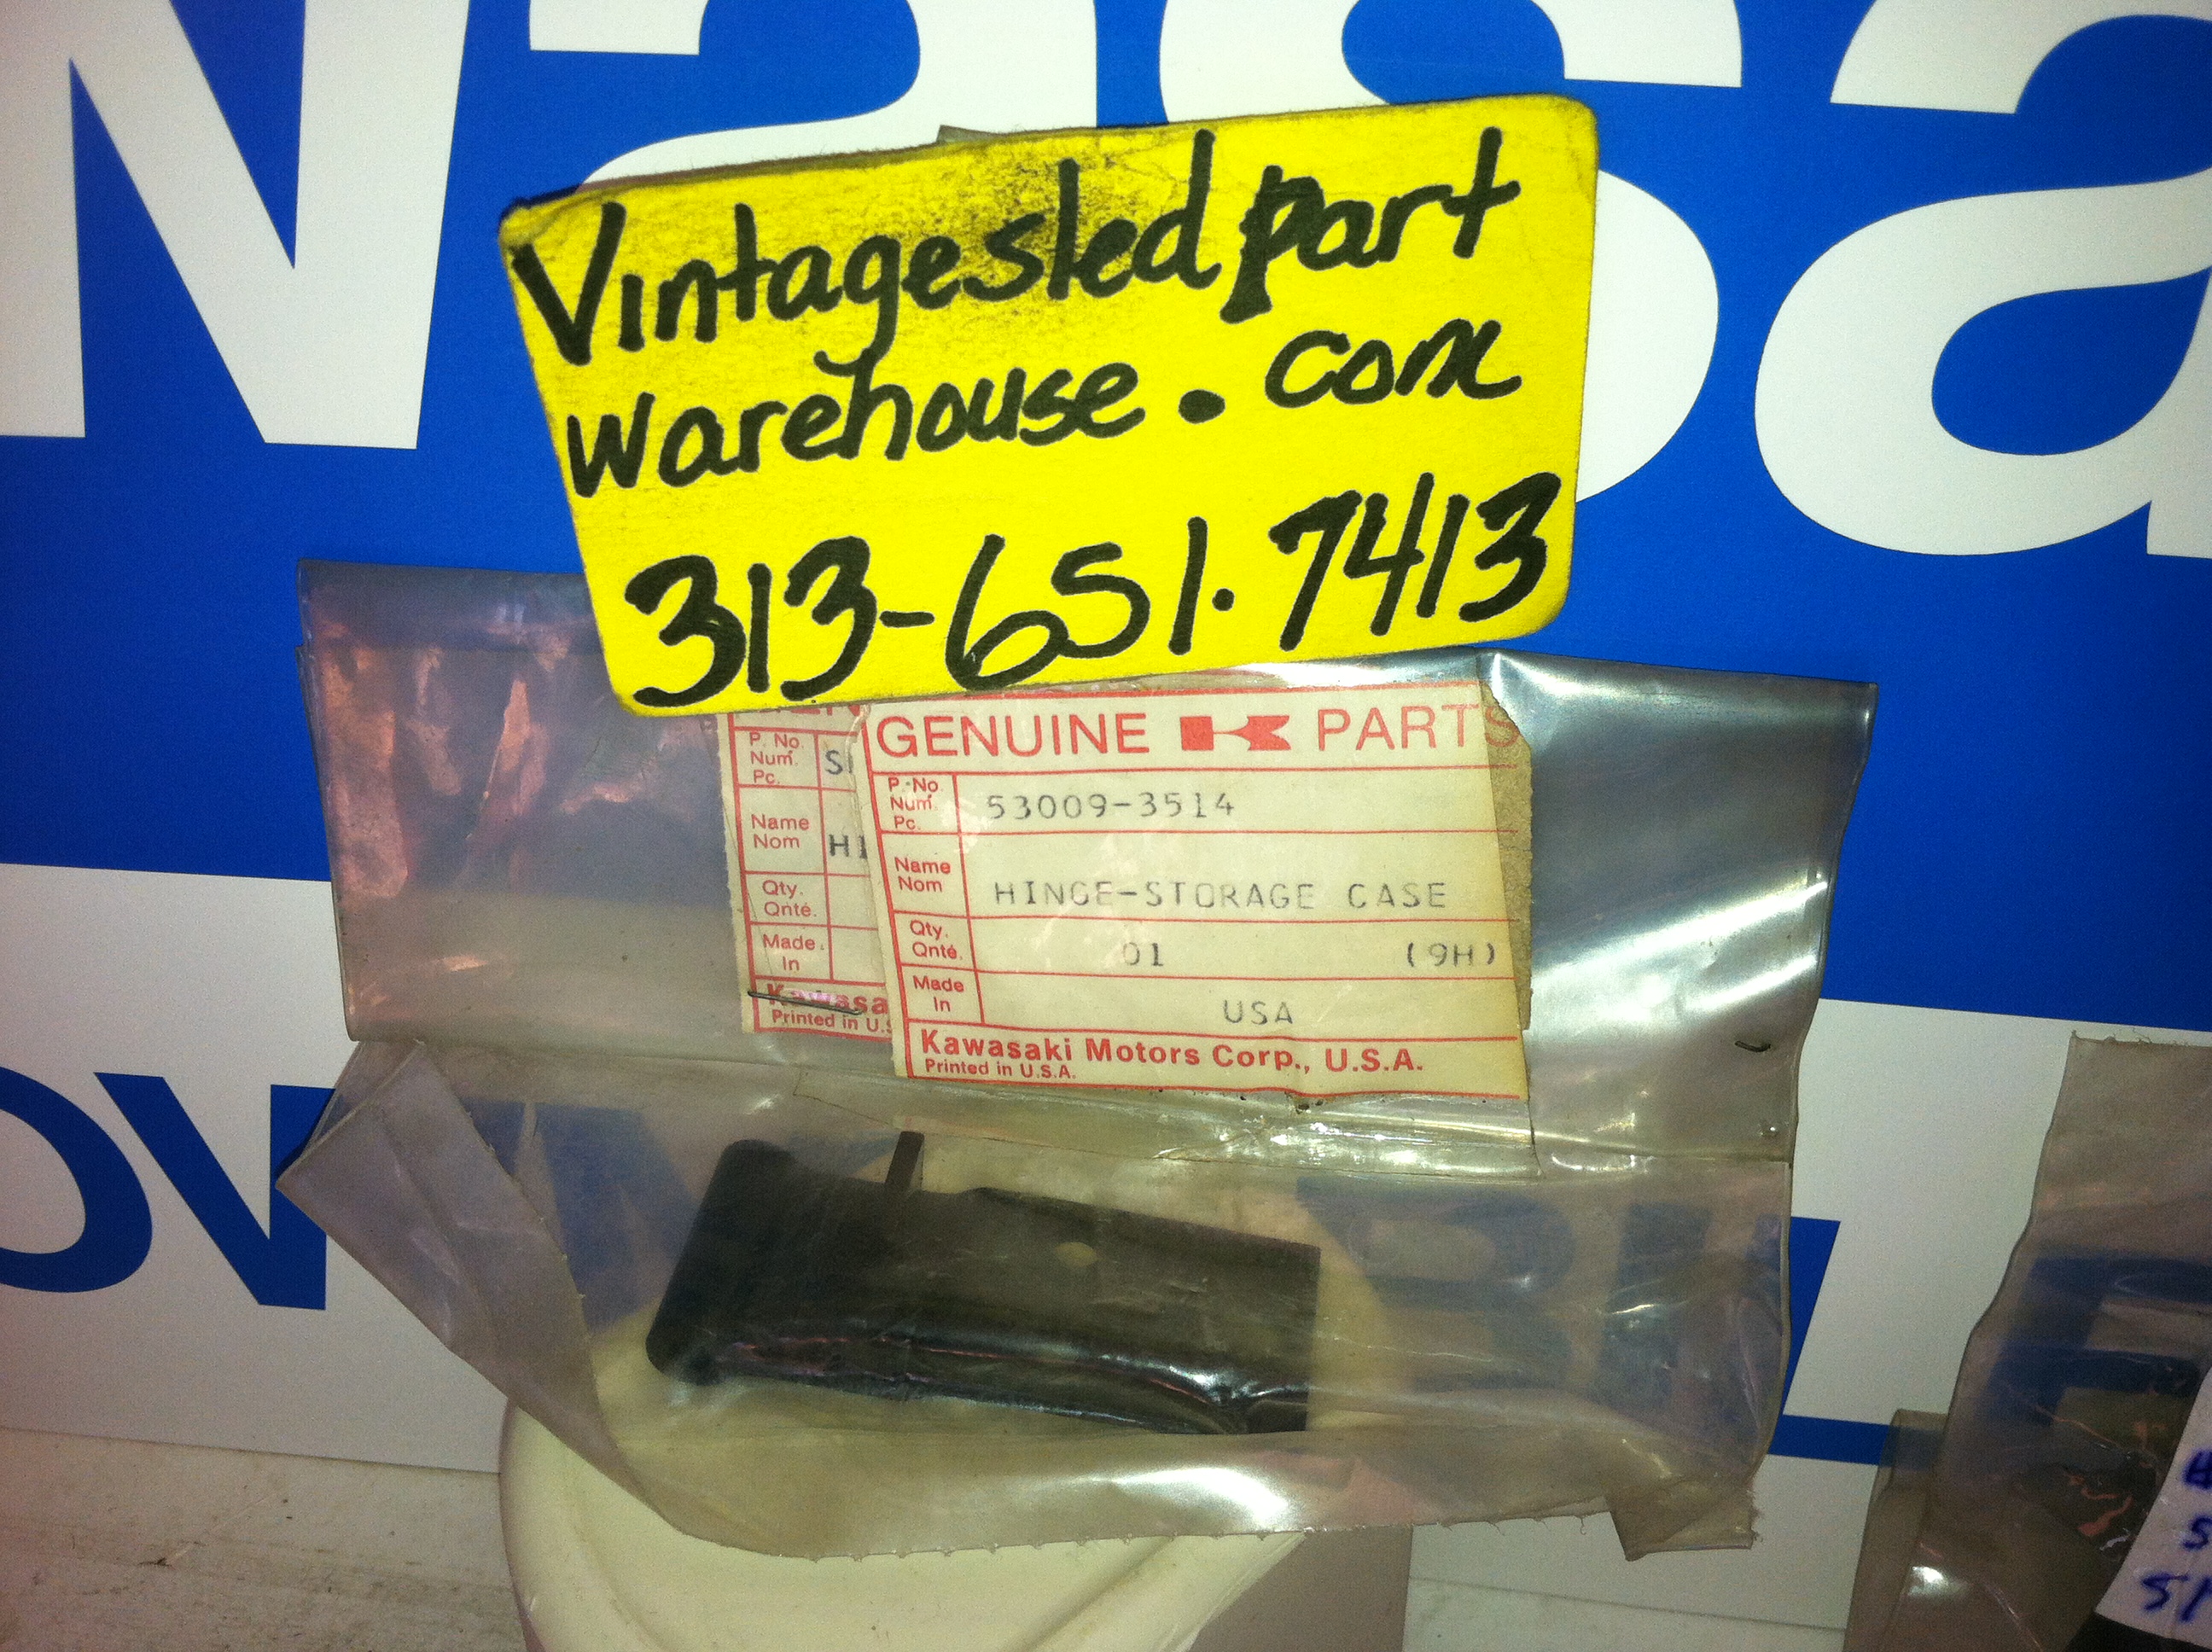 Vintagesledpart
warehouse.com
313-651.7413
GENUINE PARTS
P. No.
Num.
Pc.
Name
Nom
Qty.
Qnté.
Made
In
Printed in U.S
P. No.
Num.
Pc.
53009-3514
Name
Nom
HINGE-STORAGE CASE
Qty.
Qnté.
01 (9H)
Made
In
USA
Kawasaki Motors Corp., U.S.A.
Printed in U.S.A.